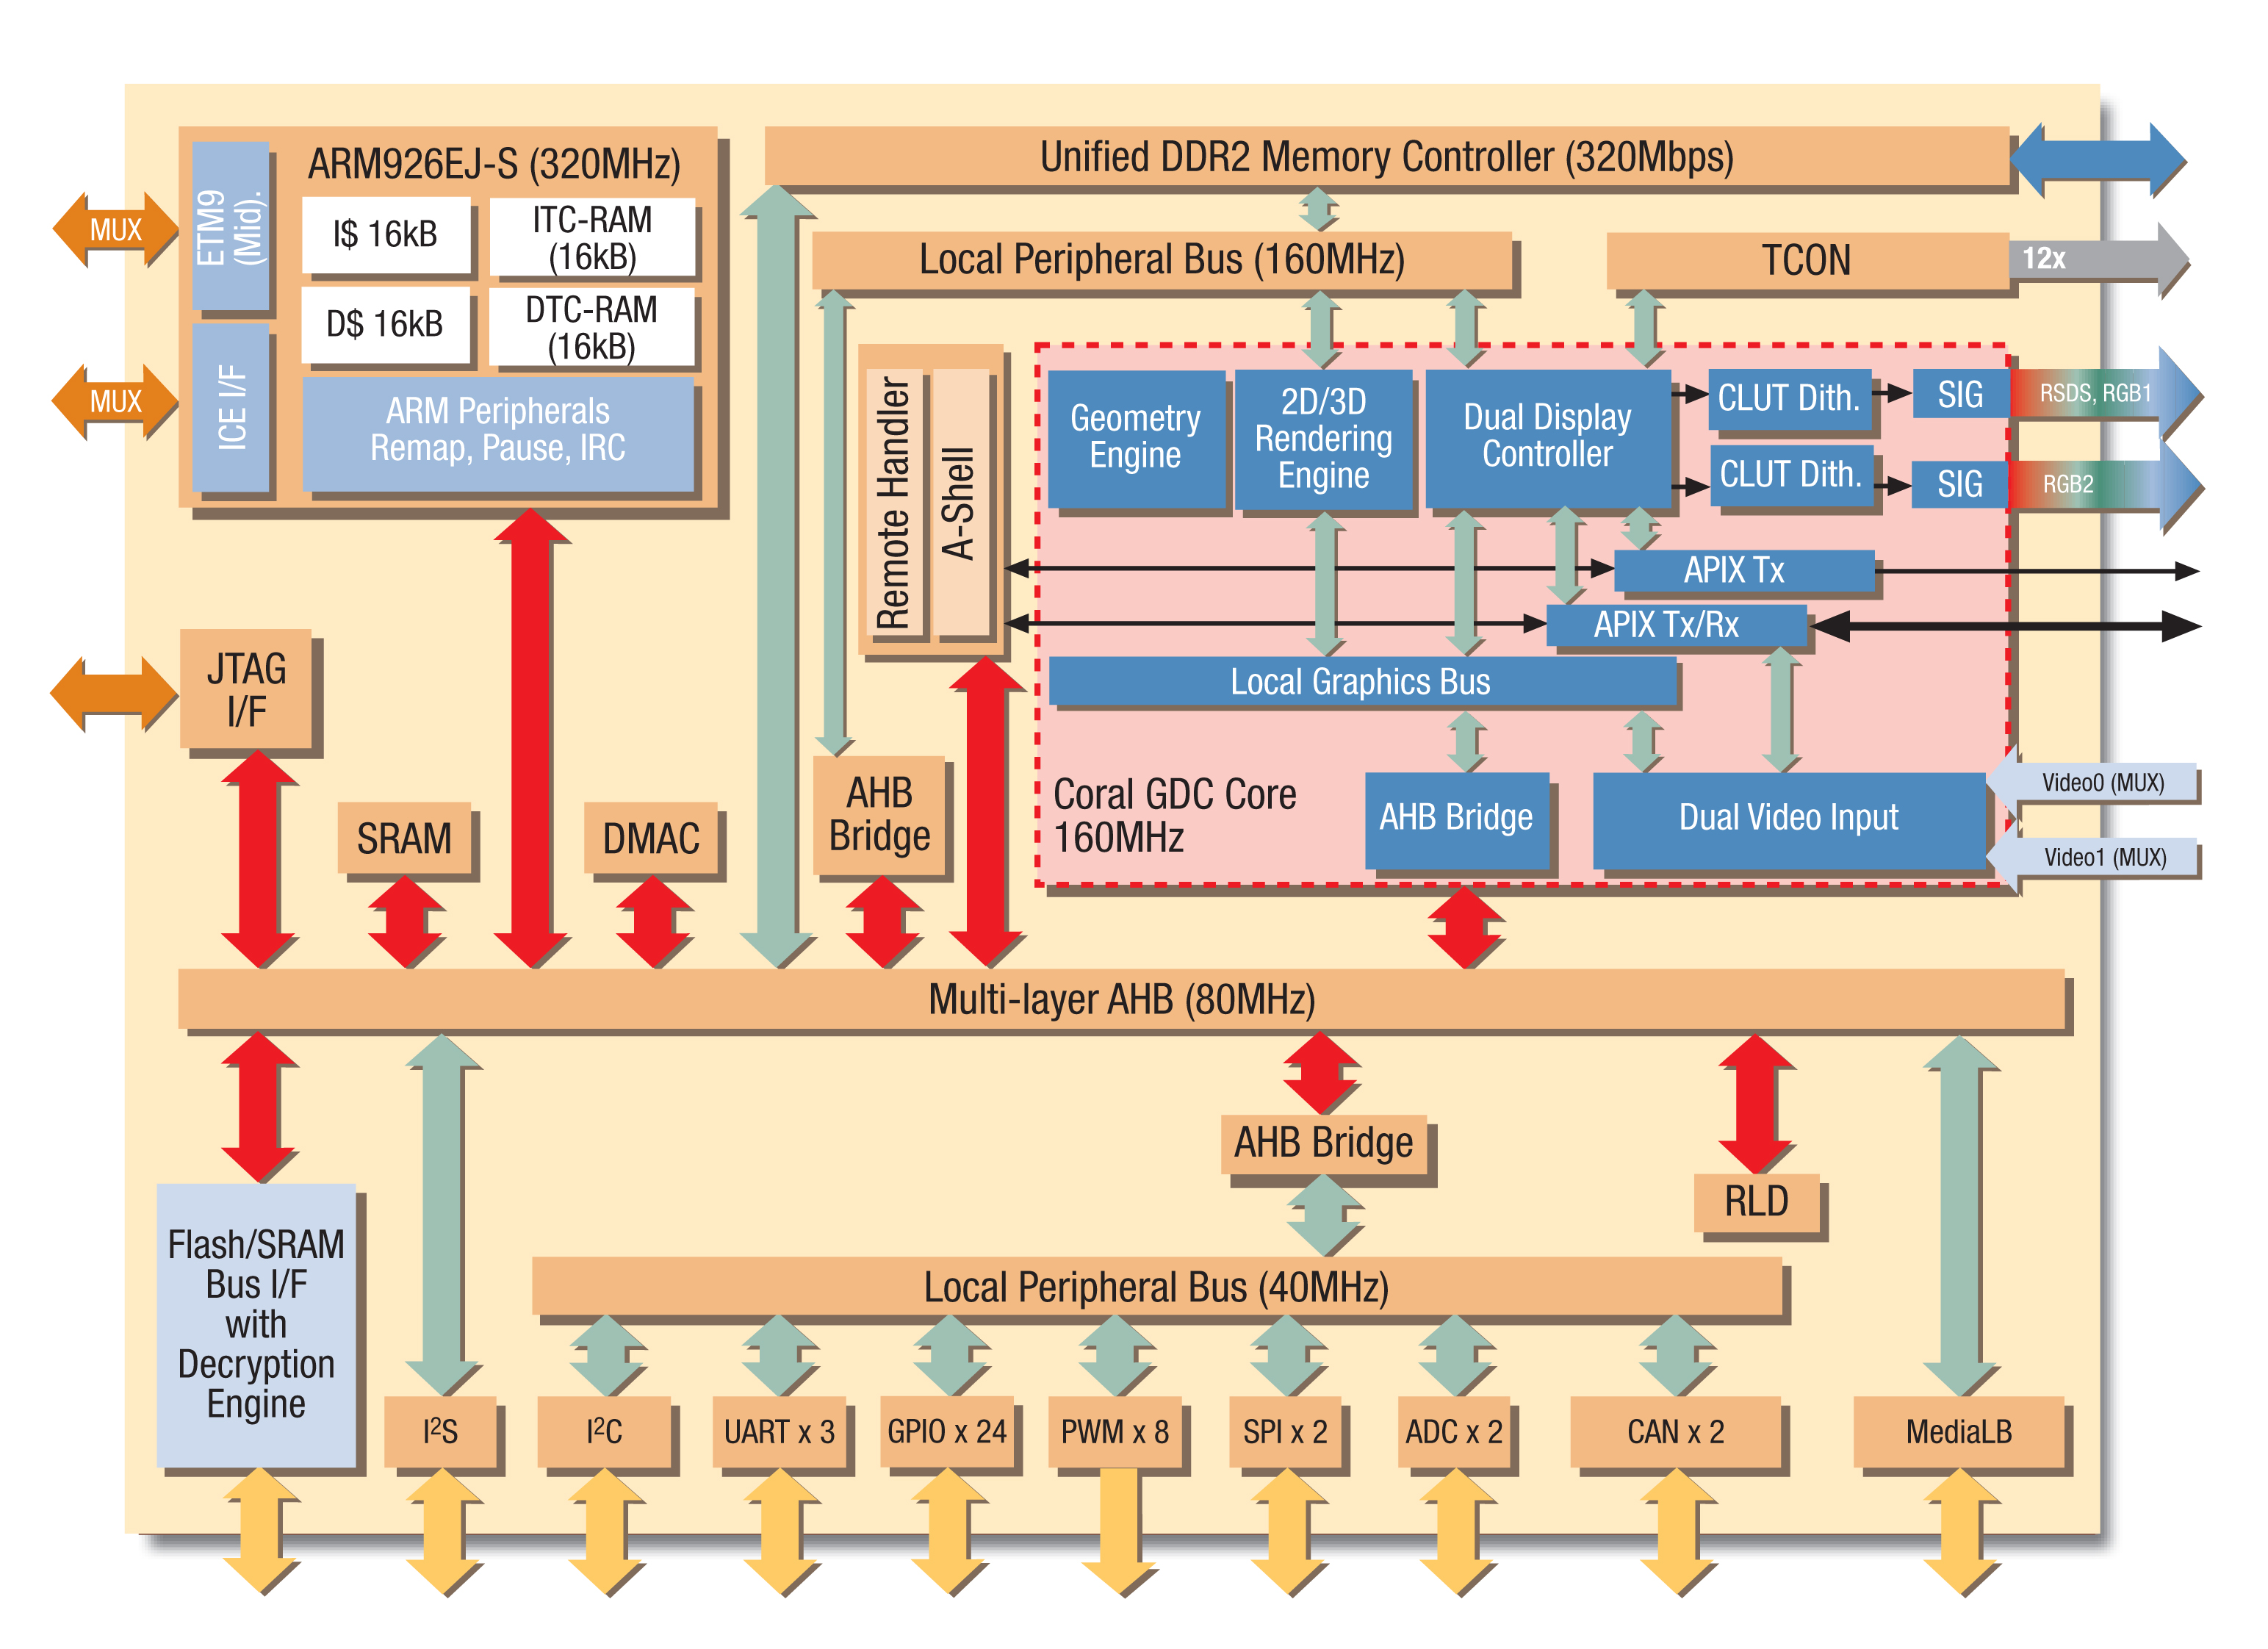 ARM926EJ-S (320MHz)
ETM9
(Mid).
MUX
I$ 16kB
ITC-RAM
(16kB)
D$ 16kB
DTC-RAM
(16kB)
ICE I/F
MUX
ARM Peripherals
Remap, Pause, IRC
Unified DDR2 Memory Controller (320Mbps)
Local Peripheral Bus (160MHz)
TCON
12x
Remote Handler
A-Shell
Geometry
Engine
2D/3D
Rendering
Engine
Dual Display
Controller
CLUT Dith.
SIG
RSDS, RGB1
CLUT Dith.
SIG
RGB2
APIX Tx
APIX Tx/Rx
Local Graphics Bus
Coral GDC Core
160MHz
AHB Bridge
Dual Video Input
Video0 (MUX)
Video1 (MUX)
JTAG
I/F
SRAM
DMAC
AHB
Bridge
Multi-layer AHB (80MHz)
AHB Bridge
RLD
Flash/SRAM
Bus I/F
with
Decryption
Engine
Local Peripheral Bus (40MHz)
I²S
I²C
UART x 3
GPIO x 24
PWM x 8
SPI x 2
ADC x 2
CAN x 2
MediaLB